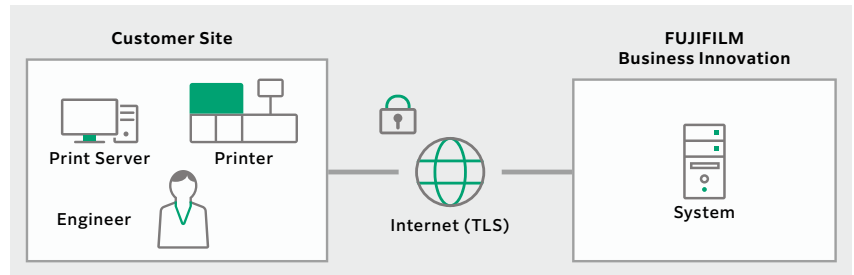 Customer Site
FUJIFILM
Business Innovation
Print Server
Printer
Engineer
Internet (TLS)
System